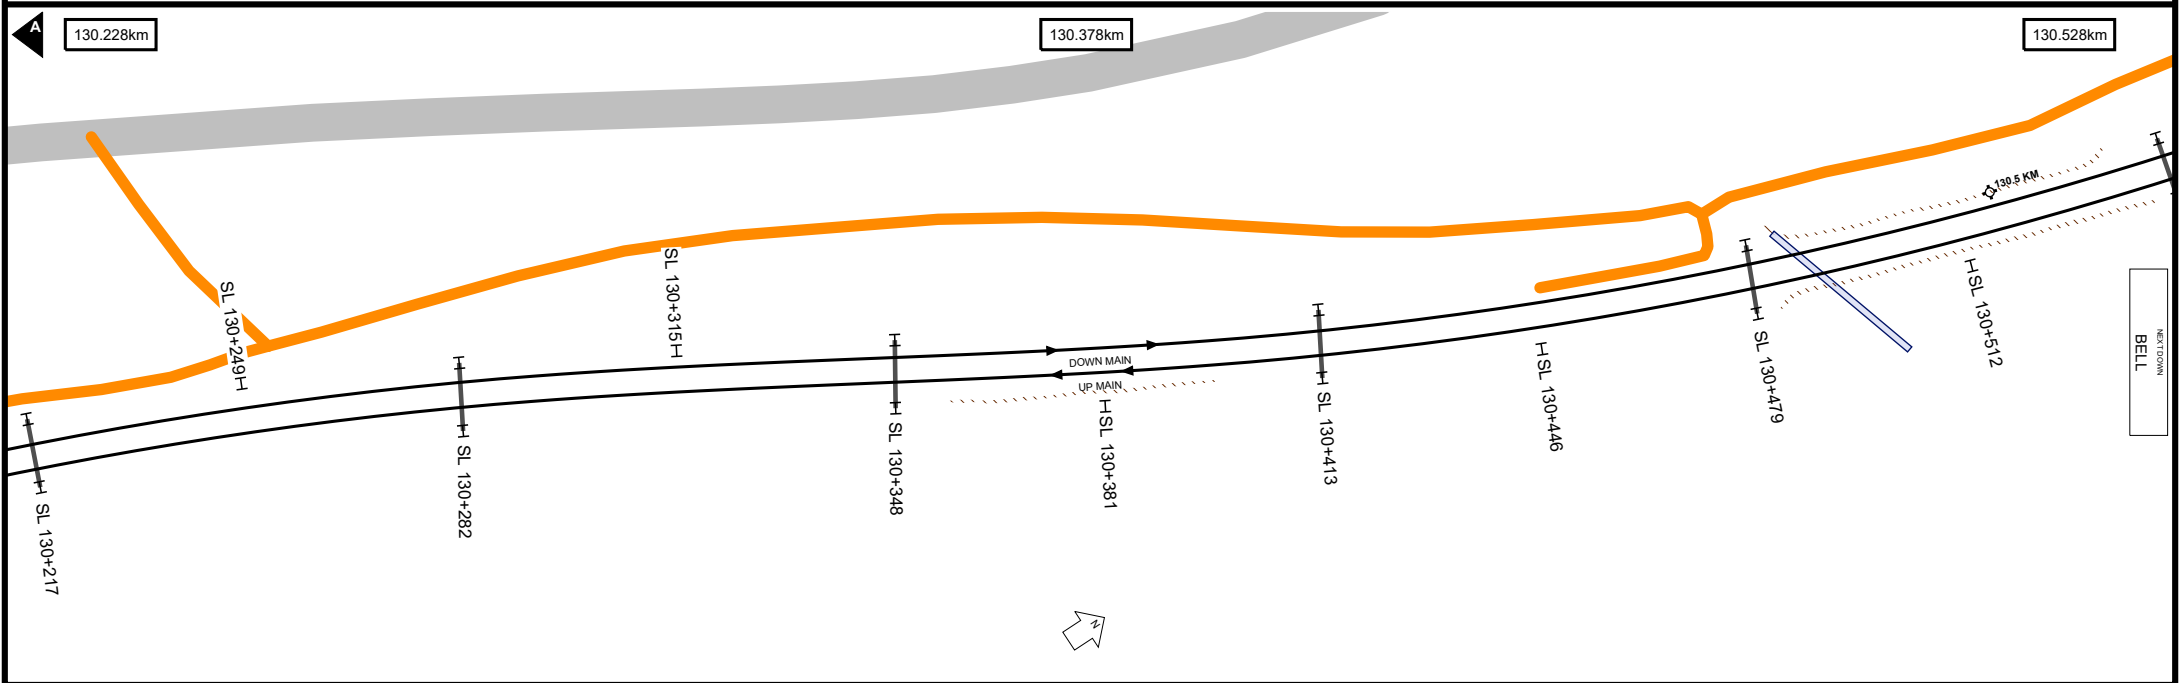 A
130.228km
130.378km
130.528km
130.5 KM
SL 130+249
SL 130+315
DOWN MAIN
UP MAIN
SL 130+217
SL 130+282
SL 130+348
SL 130+381
SL 130+413
SL 130+446
SL 130+479
SL 130+512
NEXT DOWN
BELL
N